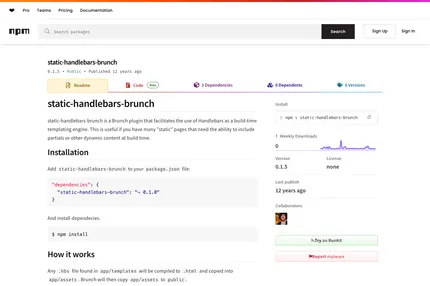 ❤ Pro Teams Pricing Documentation
npm Search packages Search Sign Up Sign In
static-handlebars-brunch
0.1.5 • Public • Published 12 years ago
Readme Code Beta 3 Dependencies 0 Dependents 6 Versions
static-handlebars-brunch
static-handlebars-brunch is a Brunch plugin that facilitates the use of Handlebars as a build-time
templating engine. This is useful if you have many "static" pages that need the ability to include
partials or other dynamic content at build time.
Installation
Add static-handlebars-brunch to your package.json file:
"dependencies": {
"static-handlebars-brunch": "~ 0.1.0"
}
And install dependencies.
$ npm install
How it works
Any .hbs file found in app/templates will be compiled to .html and copied into
app/assets. Brunch will then copy app/assets to public.
Install
> npm i static-handlebars-brunch
Weekly Downloads
0
Version
0.1.5
License
none
Last publish
12 years ago
Collaborators
Try on RunKit
Report malware